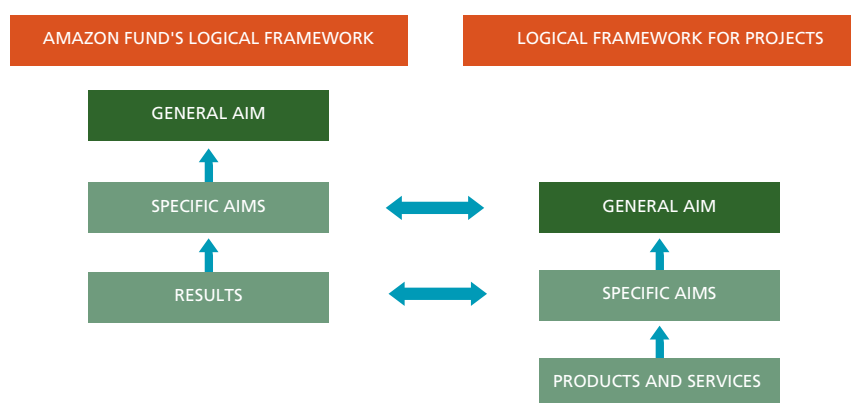 AMAZON FUND'S LOGICAL FRAMEWORK
LOGICAL FRAMEWORK FOR PROJECTS
GENERAL AIM
SPECIFIC AIMS
GENERAL AIM
RESULTS
SPECIFIC AIMS
PRODUCTS AND SERVICES